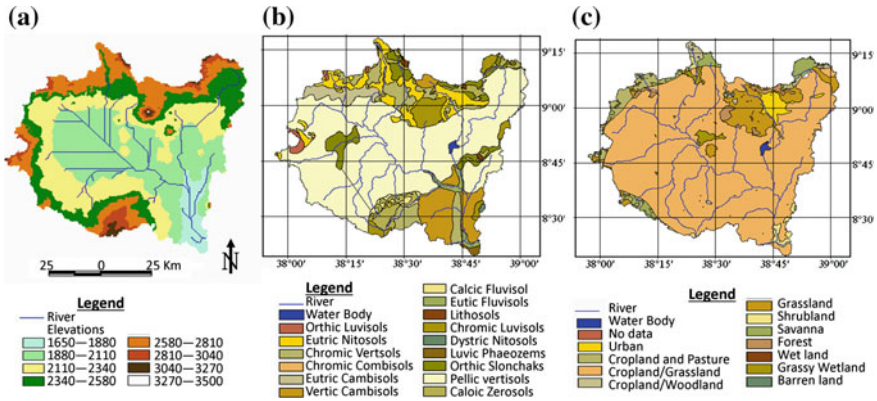 (a)
25 0 25 Km
N
Legend
River
Elevations
1650—1880
1880—2110
2110—2340
2340—2580
2580—2810
2810—3040
3040—3270
3270—3500
(b)
9°15'
9°00'
8°45'
8°30'
38°00' 38°15' 38°30' 38°45' 39°00'
Legend
River
Water Body
Orthic Luvisols
Eutric Nitosols
Chromic Vertsols
Chromic Combisols
Eutric Cambisols
Vertic Cambisols
Calcic Fluvisol
Eutic Fluvisols
Lithosols
Chromic Luvisols
Dystric Nitosols
Luvic Phaeozems
Orthic Slonchaks
Pellic vertisols
Caloic Zerosols
(c)
9°15'
9°00'
8°45'
8°30'
38°00' 38°15' 38°30' 38°45' 39°00'
Legend
River
Water Body
No data
Urban
Cropland and Pasture
Cropland/Grassland
Cropland/Woodland
Grassland
Shrubland
Savanna
Forest
Wet land
Grassy Wetland
Barren land